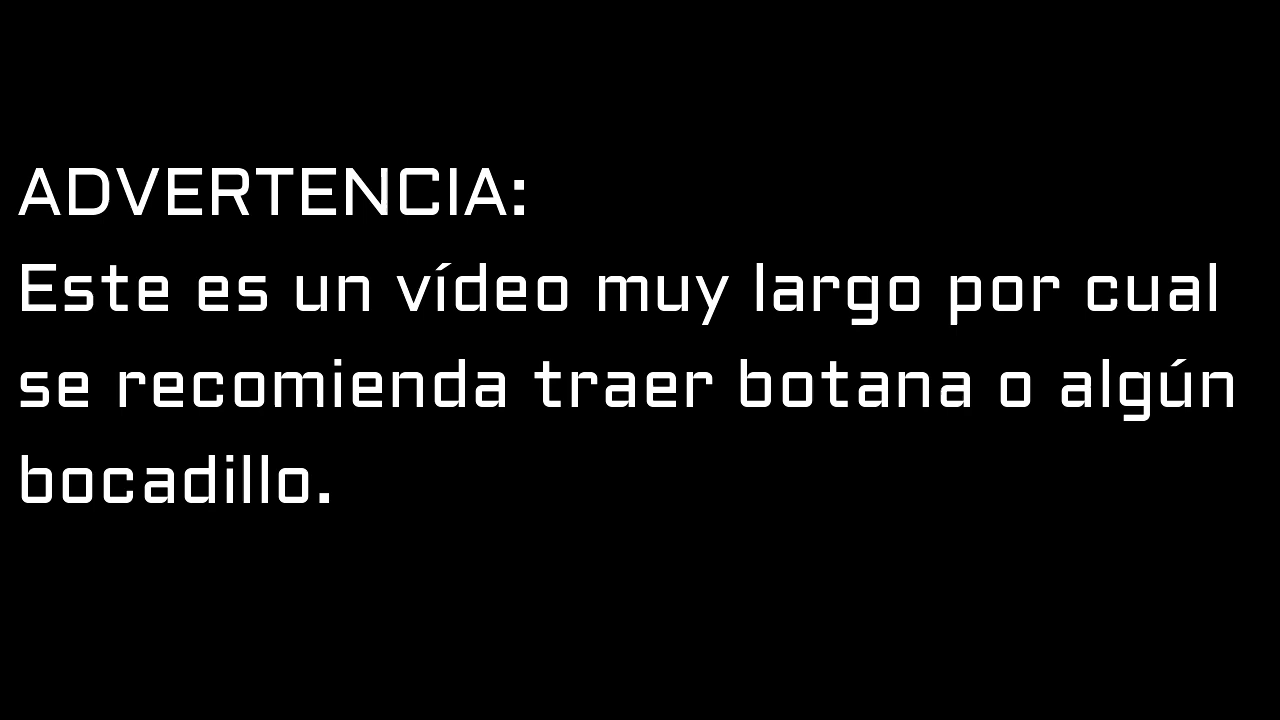 ADVERTENCIA:
Este es un vídeo muy largo por cual
se recomienda traer botana o algún
bocadillo.